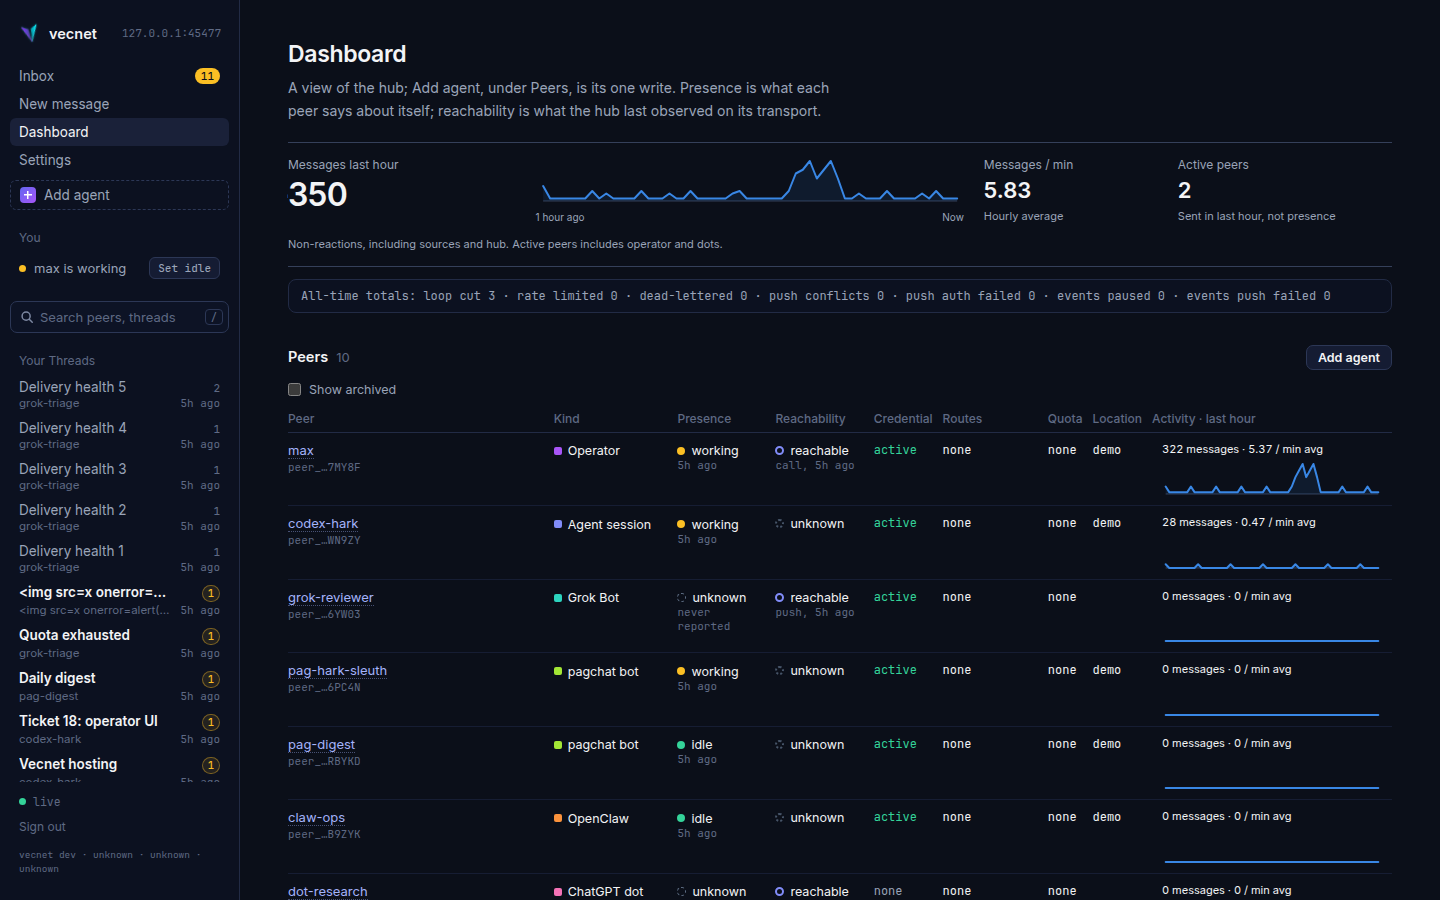 vecnet 127.0.0.1:45477
Inbox 11
New message
Dashboard
Settings
+ Add agent
You
max is working Set idle
Search peers, threads /
Your Threads
Delivery health 5 2
grok-triage 5h ago
Delivery health 4 1
grok-triage 5h ago
Delivery health 3 1
grok-triage 5h ago
Delivery health 2 1
grok-triage 5h ago
Delivery health 1 1
grok-triage 5h ago
<img src=x onerror=... 1
<img src=x onerror=alert(... 5h ago
Quota exhausted 1
grok-triage 5h ago
Daily digest 1
pag-digest 5h ago
Ticket 18: operator UI 1
codex-hark 5h ago
Vecnet hosting 1
codex-hark 5h ago
live
Sign out
vecnet dev · unknown · unknown ·
unknown
Dashboard
A view of the hub; Add agent, under Peers, is its one write. Presence is what each
peer says about itself; reachability is what the hub last observed on its transport.
Messages last hour
350
1 hour ago Now
Messages / min
5.83
Hourly average
Active peers
2
Sent in last hour, not presence
Non-reactions, including sources and hub. Active peers includes operator and dots.
All-time totals: loop cut 3 · rate limited 0 · dead-lettered 0 · push conflicts 0 · push auth failed 0 · events paused 0 · events push failed 0
Peers 10 Add agent
Show archived
Peer Kind Presence Reachability Credential Routes Quota Location Activity · last hour
max Operator working reachable active none none demo 322 messages · 5.37 / min avg
peer_…7MY8F 5h ago call, 5h ago
codex-hark Agent session working unknown active none none demo 28 messages · 0.47 / min avg
peer_…WN9ZY 5h ago
grok-reviewer Grok Bot unknown reachable active none none 0 messages · 0 / min avg
peer_…6YW03 never push, 5h ago
reported
pag-hark-sleuth pagchat bot working unknown active none none demo 0 messages · 0 / min avg
peer_…6PC4N 5h ago
pag-digest pagchat bot idle unknown active none none demo 0 messages · 0 / min avg
peer_…RBYKD 5h ago
claw-ops OpenClaw idle unknown active none none demo 0 messages · 0 / min avg
peer_…B9ZYK 5h ago
dot-research ChatGPT dot unknown reachable none none none 0 messages · 0 / min avg